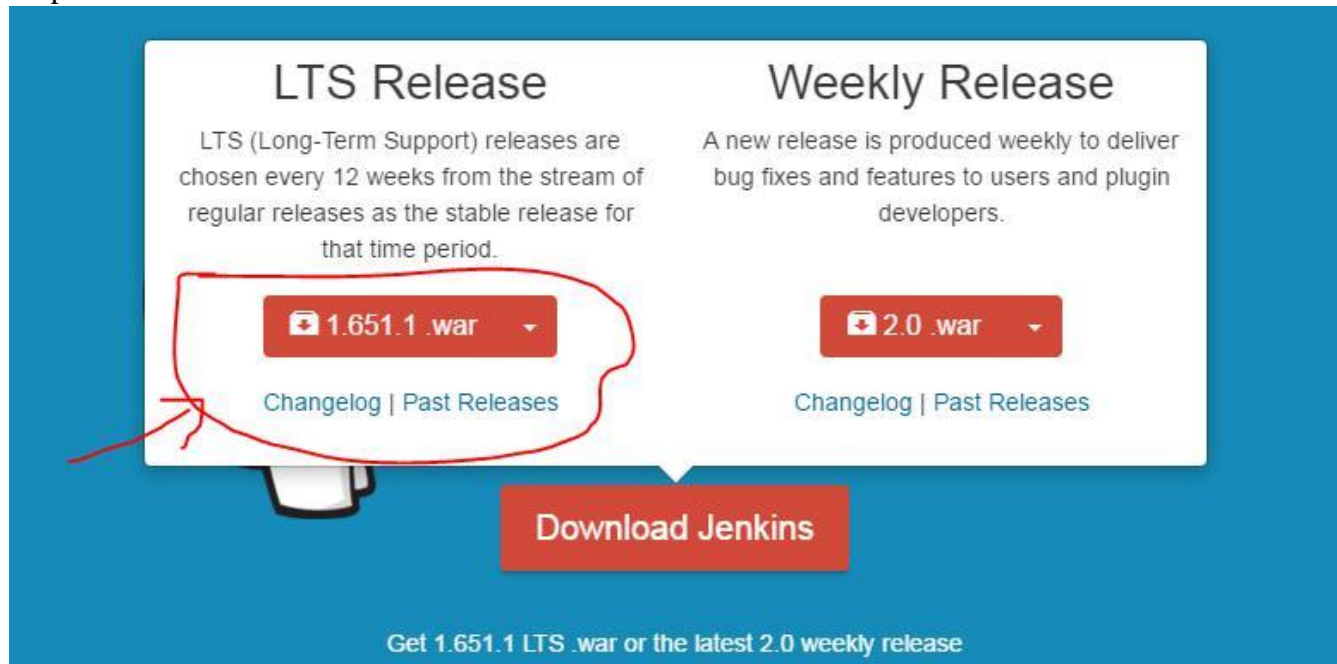 LTS Release
LTS (Long-Term Support) releases are
chosen every 12 weeks from the stream of
regular releases as the stable release for
that time period.
1.651.1 .war
Changelog | Past Releases
Weekly Release
A new release is produced weekly to deliver
bug fixes and features to users and plugin
developers.
2.0 .war
Changelog | Past Releases
Download Jenkins
Get 1.651.1 LTS .war or the latest 2.0 weekly release